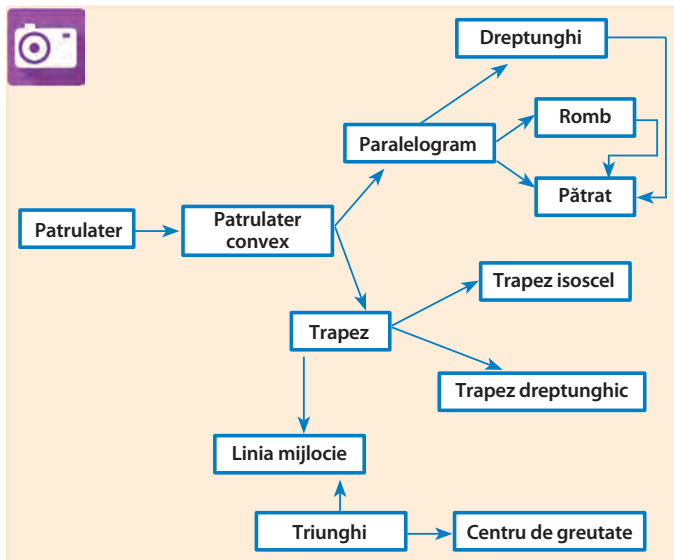 Dreptunghi
Romb
Paralelogram
Pătrat
Patrulater
Patrulater
convex
Trapez isoscel
Trapez
Trapez dreptunghic
Linia mijlocie
Triunghi
Centru de greutate